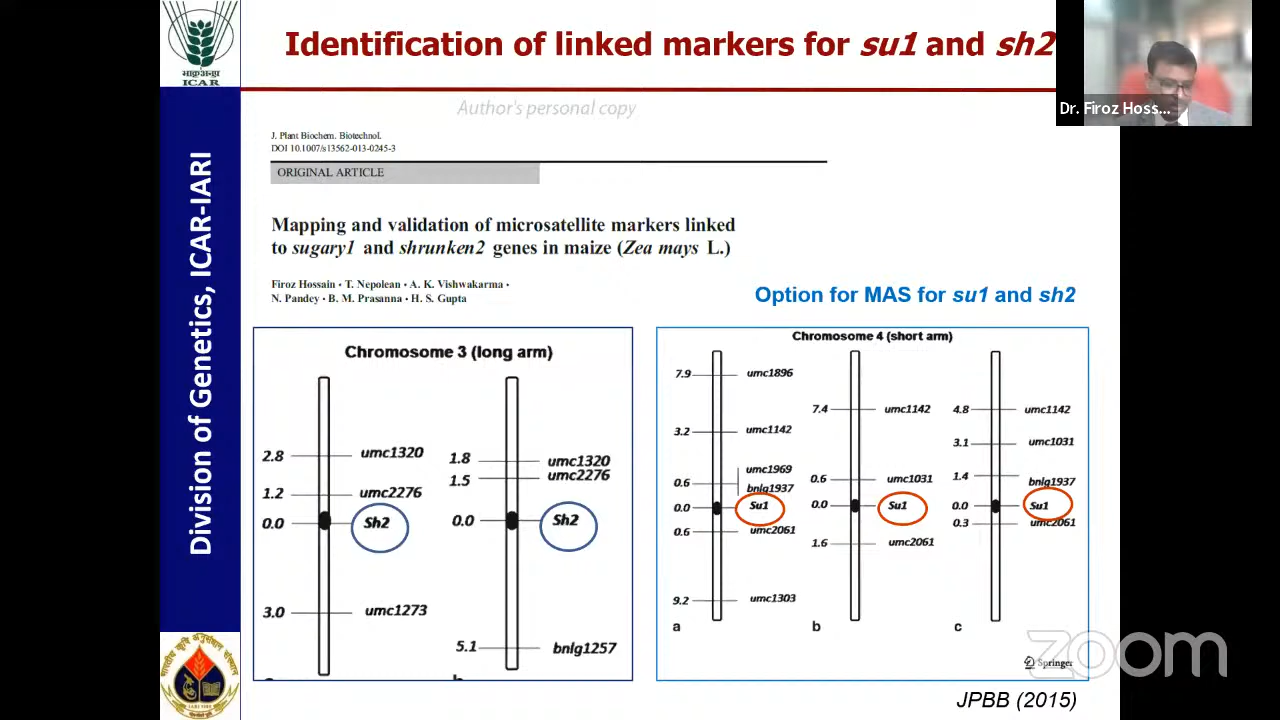 Identification of linked markers for su1 and sh2
Dr. Firoz Hoss...
ICAR
Division of Genetics, ICAR-IARI
Author's personal copy
J. Plant Biochem. Biotechnol.
DOI 10.1007/s13562-013-0245-3
ORIGINAL ARTICLE
Mapping and validation of microsatellite markers linked
to sugary1 and shrunken2 genes in maize (Zea mays L.)
Firoz Hossain · T. Nepolean · A. K. Vishwakarma ·
N. Pandey · B. M. Prasanna · H. S. Gupta
Option for MAS for su1 and sh2
Chromosome 3 (long arm)
2.8 umc1320
1.2 umc2276
0.0 Sh2
3.0 umc1273
1.8 umc1320
1.5 umc2276
0.0 Sh2
5.1 bnlg1257
Chromosome 4 (short arm)
7.9 umc1896
3.2 umc1142
umc1969
0.6 bnlg1937
0.0 Su1
0.6 umc2061
9.2 umc1303
a
7.4 umc1142
0.6 umc1031
0.0 Su1
1.6 umc2061
b
4.8 umc1142
3.1 umc1031
1.4 bnlg1937
0.0 Su1
0.3 umc2061
c
Springer
zoom
JPBB (2015)